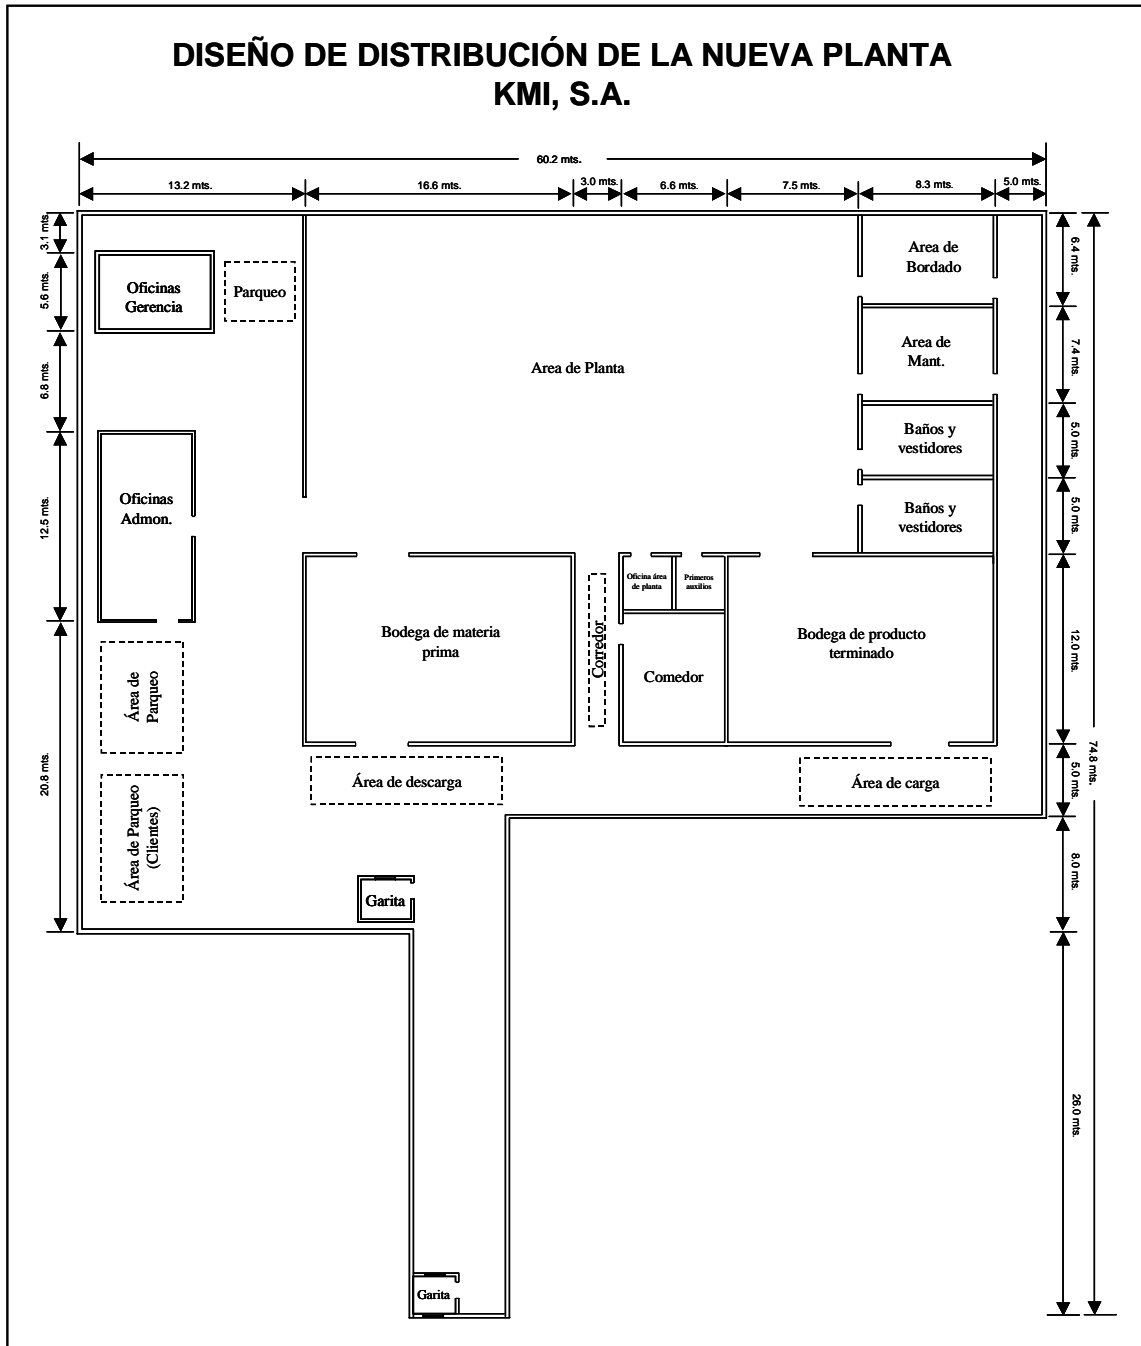 DISEÑO DE DISTRIBUCIÓN DE LA NUEVA PLANTA
KMI, S.A.
60.2 mts.
13.2 mts.
16.6 mts.
3.0 mts.
6.6 mts.
7.5 mts.
8.3 mts.
5.0 mts.
3.1 mts.
5.6 mts.
6.8 mts.
12.5 mts.
20.8 mts.
Oficinas
Gerencia
Parqueo
Area de Planta
Area de
Bordado
Area de
Mant.
Baños y
vestidores
Baños y
vestidores
Oficinas
Admon.
Bodega de materia
prima
Corredor
Oficina área
de planta
Primeros
auxilios
Comedor
Bodega de producto
terminado
Área de
Parqueo
Área de Parqueo
(Clientes)
Área de descarga
Área de carga
Garita
Garita
6.4 mts.
7.4 mts.
5.0 mts.
5.0 mts.
12.0 mts.
5.0 mts.
8.0 mts.
26.0 mts.
74.8 mts.